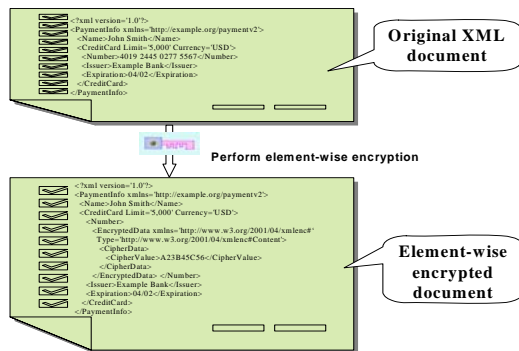 <?xml version='1.0'?>
<PaymentInfo xmlns='http://example.org/paymentv2'>
<Name>John Smith</Name>
<CreditCard Limit='5,000' Currency='USD'>
<Number>4019 2445 0277 5567</Number>
<Issuer>Example Bank</Issuer>
<Expiration>04/02</Expiration>
</CreditCard>
</PaymentInfo>
Original XML
document
Perform element-wise encryption
<?xml version='1.0'?>
<PaymentInfo xmlns='http://example.org/paymentv2'>
<Name>John Smith</Name>
<CreditCard Limit='5,000' Currency='USD'>
<Number>
<EncryptedData xmlns='http://www.w3.org/2001/04/xmlenc#'
Type='http://www.w3.org/2001/04/xmlenc#Content'>
<CipherData>
<CipherValue>A23B45C56</CipherValue>
</CipherData>
</EncryptedData> </Number>
<Issuer>Example Bank</Issuer>
<Expiration>04/02</Expiration>
</CreditCard>
</PaymentInfo>
Element-wise
encrypted
document